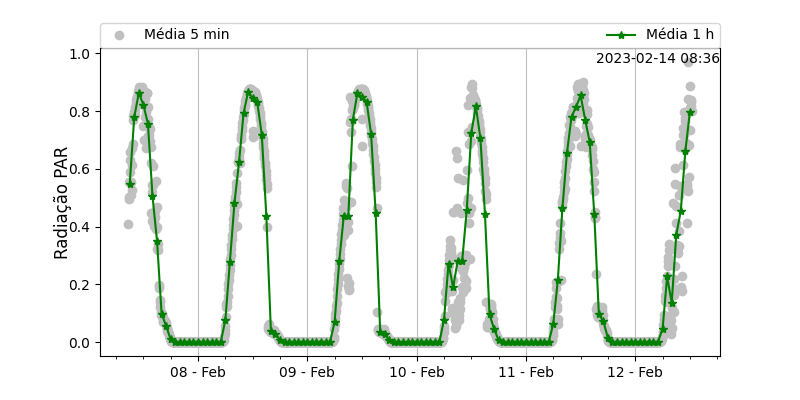 Média 5 min
Média 1 h
2023-02-14 08:36
1.0
0.8
0.6
0.4
0.2
0.0
Radiação PAR
08 - Feb
09 - Feb
10 - Feb
11 - Feb
12 - Feb